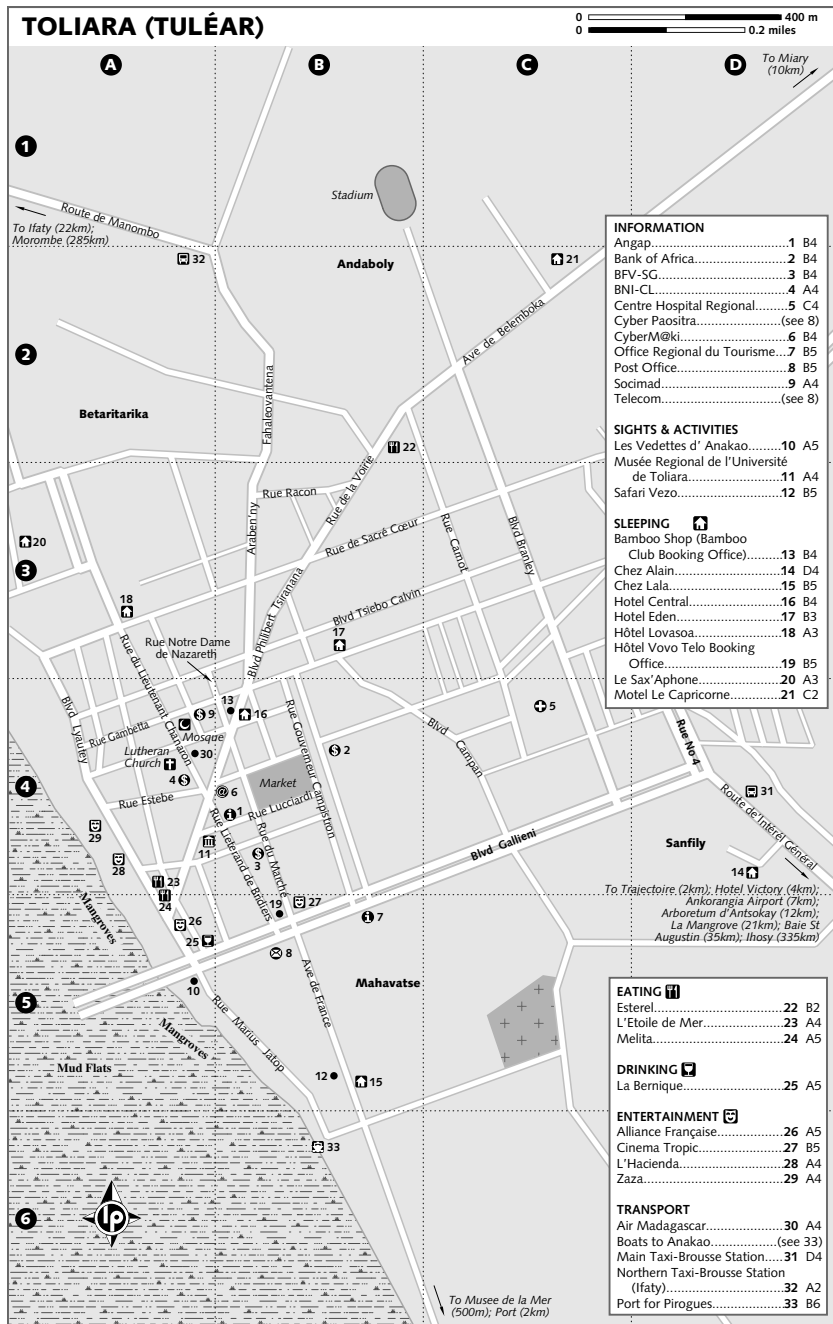 TOLIARA (TULÉAR)
0 400 m
0 0.2 miles
A B C D
To Miary
(10km)
1
Stadium
Route de Manombo
To Ifaty (22km);
Morombe (285km)
32
Andaboly
21
Ave de Belemboka
2
Betaritarika
Fahaleovantena
22
Rue Racon
Rue de la Voirie
Araben'ny
Rue de Sacré Cœur
Rue Carnot
Blvd Branley
20
3
18
Blvd Tsiebo Calvin
17
Blvd Philibert Tsiranana
Rue Notre Dame
de Nazareth
Rue du Lieutenant Chanaron
Blvd Lyautey
13
16
9
5
Rue Gambetta
Mosque
Rue Gouverneur Campistron
2
Blvd Campan
Rue No 4
Lutheran
Church
30
4
Market
4
6
31
Rue Estebe
1
Rue Lucciardi
Route de Intérêl Général
29
11
Rue Lieferand de Bridiers
3
Rue du Marché
Blvd Gallieni
Sanfily
28
14
23
24
To Trajectoire (2km); Hotel Victory (4km);
Ankorangia Airport (7km);
Arboretum d'Antsokay (12km);
La Mangrove (21km); Baie St
Augustin (35km); Ihosy (335km)
Mangroves
27
19
7
26
25
8
Mahavatse
10
5
Ave de France
Rue Marius Jatop
Mangroves
Mud Flats
12
15
33
6
lp
To Musee de la Mer
(500m); Port (2km)
INFORMATION
Angap 1 B4
Bank of Africa 2 B4
BFV-SG 3 B4
BNI-CL 4 A4
Centre Hospital Regional 5 C4
Cyber Paositra (see 8)
CyberM@ki 6 B4
Office Regional du Tourisme 7 B5
Post Office 8 B5
Socimad 9 A4
Telecom (see 8)
SIGHTS & ACTIVITIES
Les Vedettes d' Anakao 10 A5
Musée Regional de l'Université
de Toliara 11 A4
Safari Vezo 12 B5
SLEEPING
Bamboo Shop (Bamboo
Club Booking Office) 13 B4
Chez Alain 14 D4
Chez Lala 15 B5
Hotel Central 16 B4
Hotel Eden 17 B3
Hôtel Lovasoa 18 A3
Hôtel Vovo Telo Booking
Office 19 B5
Le Sax'Aphone 20 A3
Motel Le Capricorne 21 C2
EATING
Esterel 22 B2
L'Etoile de Mer 23 A4
Melita 24 A5
DRINKING
La Bernique 25 A5
ENTERTAINMENT
Alliance Française 26 A5
Cinema Tropic 27 B5
L'Hacienda 28 A4
Zaza 29 A4
TRANSPORT
Air Madagascar 30 A4
Boats to Anakao (see 33)
Main Taxi-Brousse Station 31 D4
Northern Taxi-Brousse Station
(Ifaty) 32 A2
Port for Pirogues 33 B6